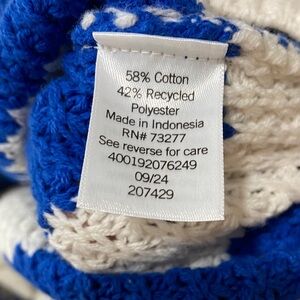 58% Cotton
42% Recycled
Polyester
Made in Indonesia
RN# 73277
See reverse for care
400192076249
09/24
207429